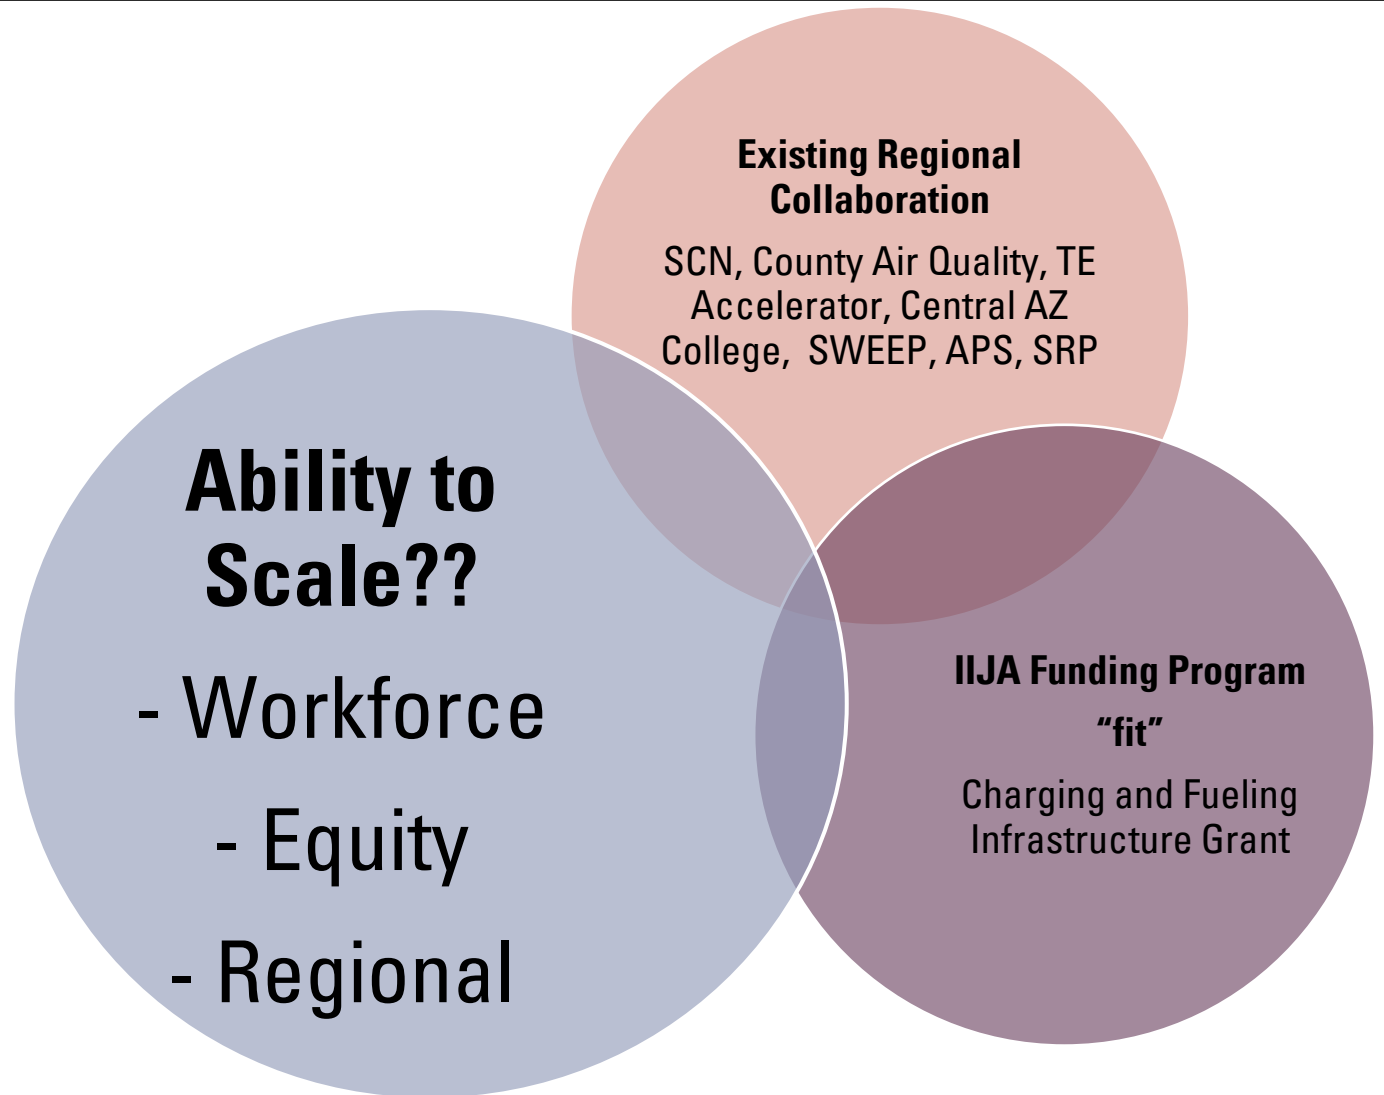 Existing Regional
Collaboration
SCN, County Air Quality, TE
Accelerator, Central AZ
College,  SWEEP, APS, SRP
Ability to
Scale??
- Workforce
- Equity
- Regional
IIJA Funding Program
“fit”
Charging and Fueling
Infrastructure Grant